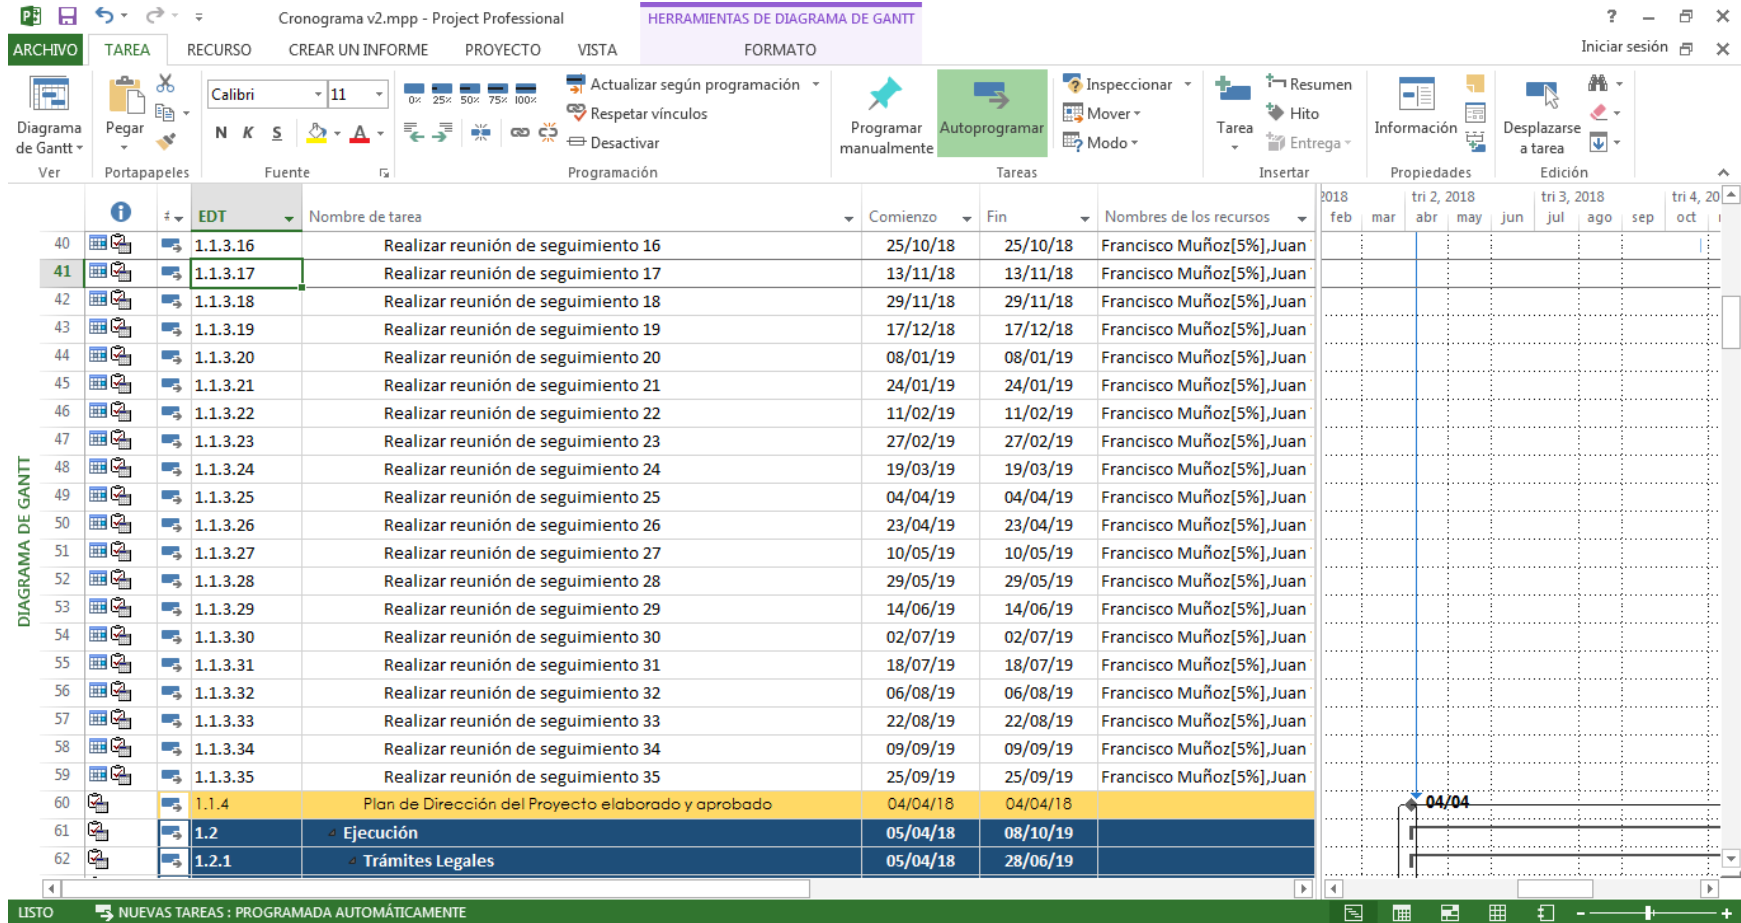 Cronograma v2.mpp - Project Professional
HERRAMIENTAS DE DIAGRAMA DE GANTT
?
ARCHIVO TAREA RECURSO CREAR UN INFORME PROYECTO VISTA FORMATO Iniciar sesión
Diagrama de Gantt
Pegar
Calibri 11
N K S A
0% 25% 50% 75% 100%
Actualizar según programación
Respetar vínculos
Desactivar
Programar manualmente
Autoprogramar
Inspeccionar
Mover
Modo
Tarea
Resumen
Hito
Entrega
Información
Desplazarse a tarea
Ver Portapapeles Fuente Programación Tareas Insertar Propiedades Edición
2018 tri 2, 2018 tri 3, 2018 tri 4, 20
EDT Nombre de tarea Comienzo Fin Nombres de los recursos feb mar abr may jun jul ago sep oct
40 1.1.3.16 Realizar reunión de seguimiento 16 25/10/18 25/10/18 Francisco Muñoz[5%],Juan
41 1.1.3.17 Realizar reunión de seguimiento 17 13/11/18 13/11/18 Francisco Muñoz[5%],Juan
42 1.1.3.18 Realizar reunión de seguimiento 18 29/11/18 29/11/18 Francisco Muñoz[5%],Juan
43 1.1.3.19 Realizar reunión de seguimiento 19 17/12/18 17/12/18 Francisco Muñoz[5%],Juan
44 1.1.3.20 Realizar reunión de seguimiento 20 08/01/19 08/01/19 Francisco Muñoz[5%],Juan
45 1.1.3.21 Realizar reunión de seguimiento 21 24/01/19 24/01/19 Francisco Muñoz[5%],Juan
46 1.1.3.22 Realizar reunión de seguimiento 22 11/02/19 11/02/19 Francisco Muñoz[5%],Juan
47 1.1.3.23 Realizar reunión de seguimiento 23 27/02/19 27/02/19 Francisco Muñoz[5%],Juan
48 1.1.3.24 Realizar reunión de seguimiento 24 19/03/19 19/03/19 Francisco Muñoz[5%],Juan
49 1.1.3.25 Realizar reunión de seguimiento 25 04/04/19 04/04/19 Francisco Muñoz[5%],Juan
50 1.1.3.26 Realizar reunión de seguimiento 26 23/04/19 23/04/19 Francisco Muñoz[5%],Juan
51 1.1.3.27 Realizar reunión de seguimiento 27 10/05/19 10/05/19 Francisco Muñoz[5%],Juan
52 1.1.3.28 Realizar reunión de seguimiento 28 29/05/19 29/05/19 Francisco Muñoz[5%],Juan
53 1.1.3.29 Realizar reunión de seguimiento 29 14/06/19 14/06/19 Francisco Muñoz[5%],Juan
54 1.1.3.30 Realizar reunión de seguimiento 30 02/07/19 02/07/19 Francisco Muñoz[5%],Juan
55 1.1.3.31 Realizar reunión de seguimiento 31 18/07/19 18/07/19 Francisco Muñoz[5%],Juan
56 1.1.3.32 Realizar reunión de seguimiento 32 06/08/19 06/08/19 Francisco Muñoz[5%],Juan
57 1.1.3.33 Realizar reunión de seguimiento 33 22/08/19 22/08/19 Francisco Muñoz[5%],Juan
58 1.1.3.34 Realizar reunión de seguimiento 34 09/09/19 09/09/19 Francisco Muñoz[5%],Juan
59 1.1.3.35 Realizar reunión de seguimiento 35 25/09/19 25/09/19 Francisco Muñoz[5%],Juan
60 1.1.4 Plan de Dirección del Proyecto elaborado y aprobado 04/04/18 04/04/18 04/04
61 1.2 Ejecución 05/04/18 08/10/19
62 1.2.1 Trámites Legales 05/04/18 28/06/19
DIAGRAMA DE GANTT
LISTO NUEVAS TAREAS : PROGRAMADA AUTOMÁTICAMENTE